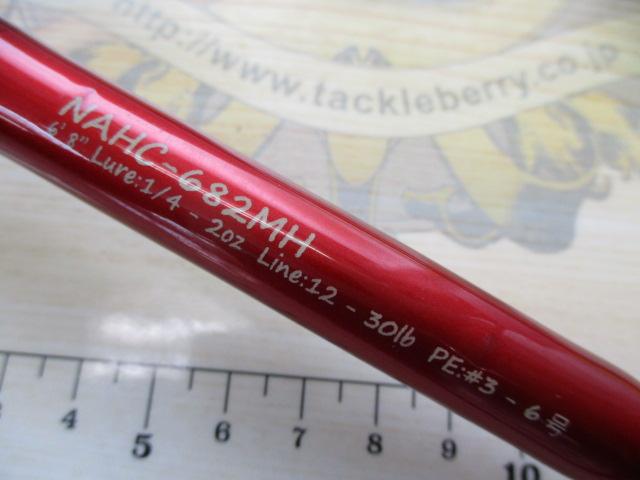 www.tackleberry.co.jp
NAHC-682MH
6'8" Lure:1/4 - 2oz Line:12 - 30lb PE:#3 - 6号
4 5 6 7 8 9 10